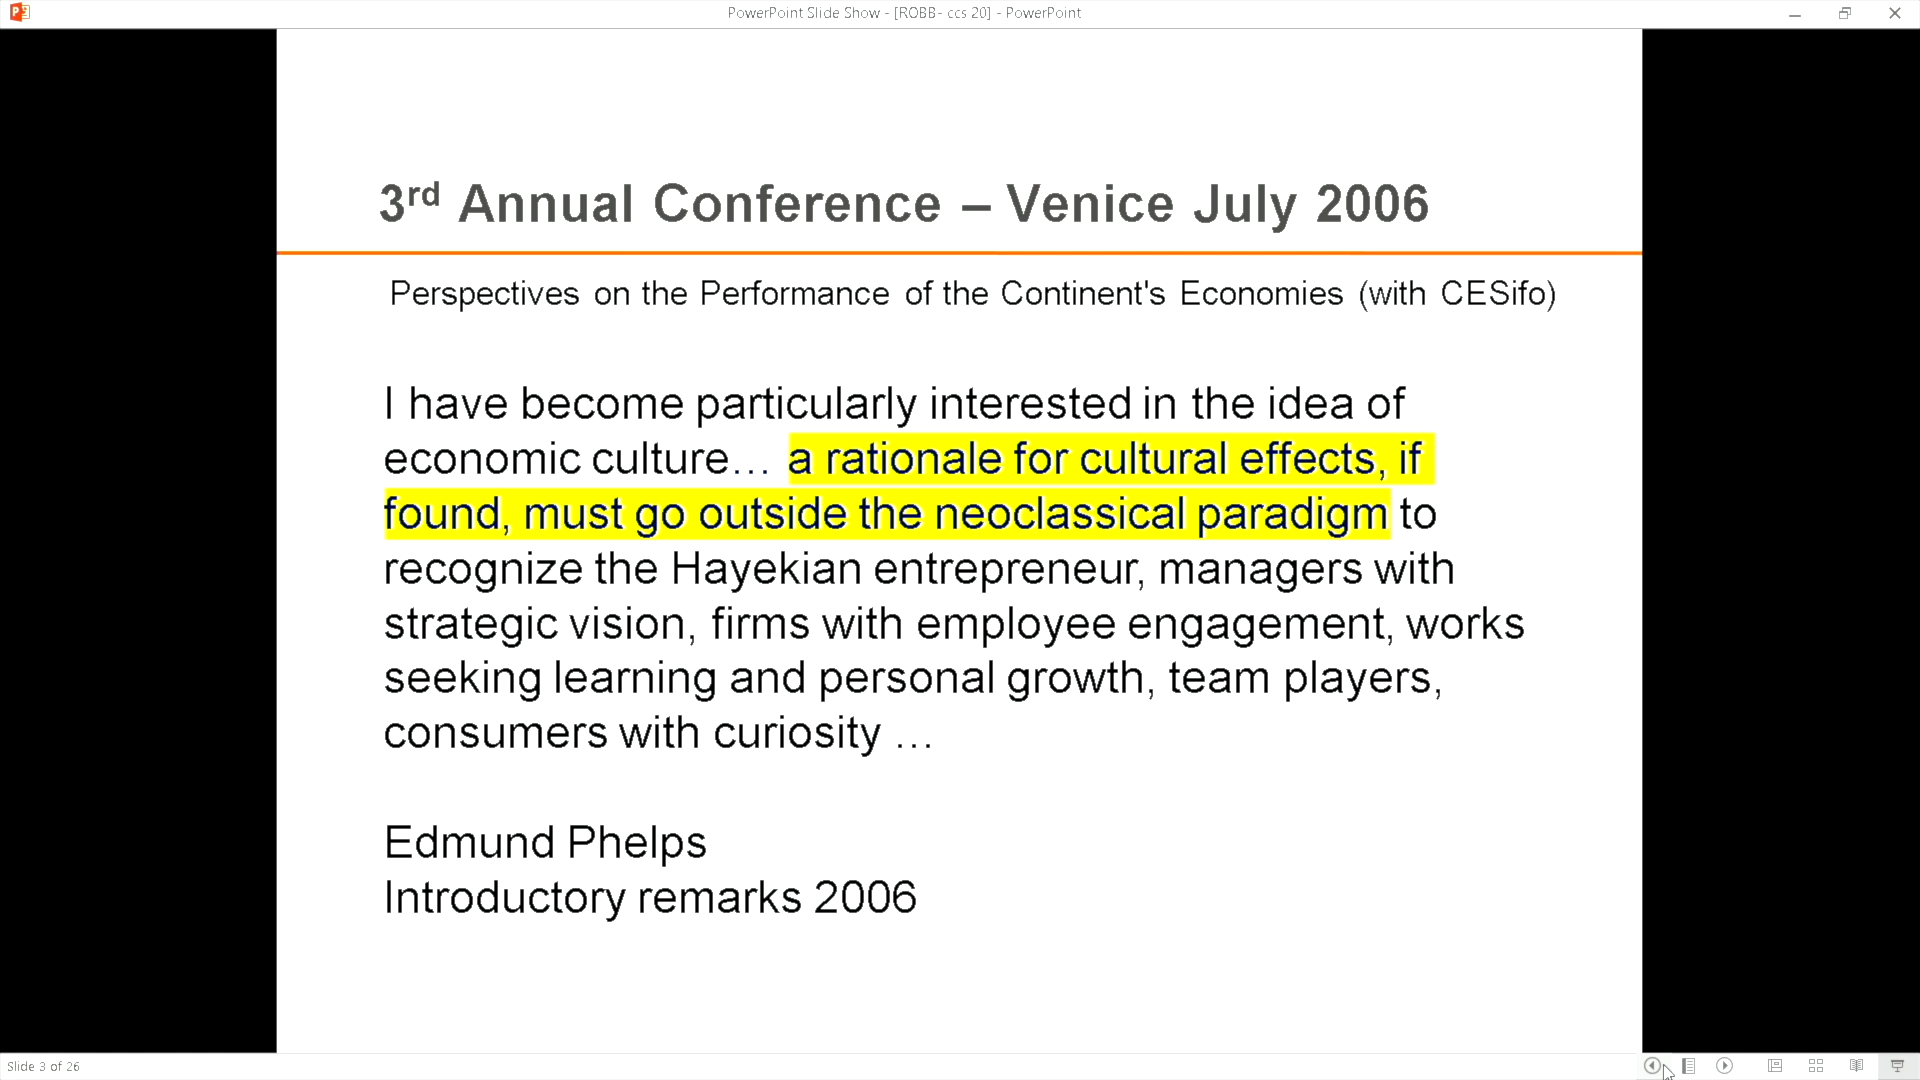 PowerPoint Slide Show - [ROBB- ccs 20] - PowerPoint
3rd Annual Conference – Venice July 2006
Perspectives on the Performance of the Continent's Economies (with CESifo)
I have become particularly interested in the idea of
economic culture… a rationale for cultural effects, if
found, must go outside the neoclassical paradigm to
recognize the Hayekian entrepreneur, managers with
strategic vision, firms with employee engagement, works
seeking learning and personal growth, team players,
consumers with curiosity …
Edmund Phelps
Introductory remarks 2006
Slide 3 of 26